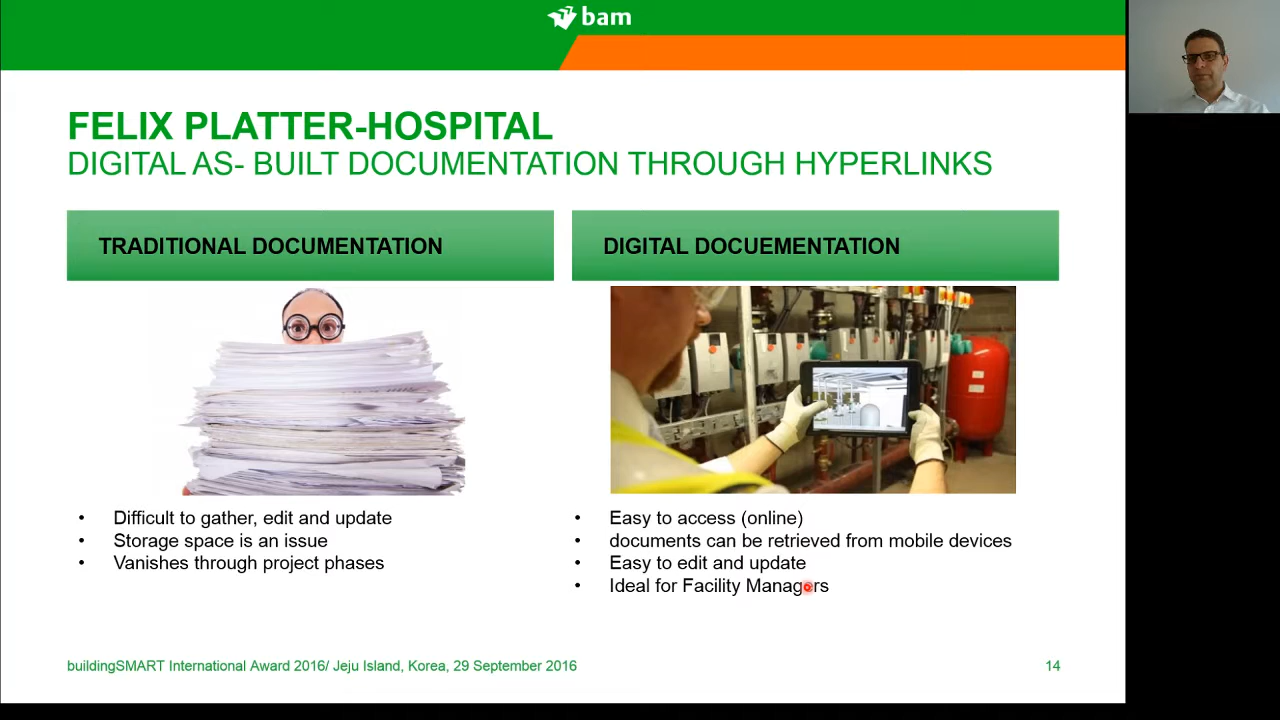 bam
FELIX PLATTER-HOSPITAL
DIGITAL AS- BUILT DOCUMENTATION THROUGH HYPERLINKS
TRADITIONAL DOCUMENTATION
• Difficult to gather, edit and update
• Storage space is an issue
• Vanishes through project phases
DIGITAL DOCUEMENTATION
• Easy to access (online)
• documents can be retrieved from mobile devices
• Easy to edit and update
• Ideal for Facility Managers
buildingSMART International Award 2016/ Jeju Island, Korea, 29 September 2016
14